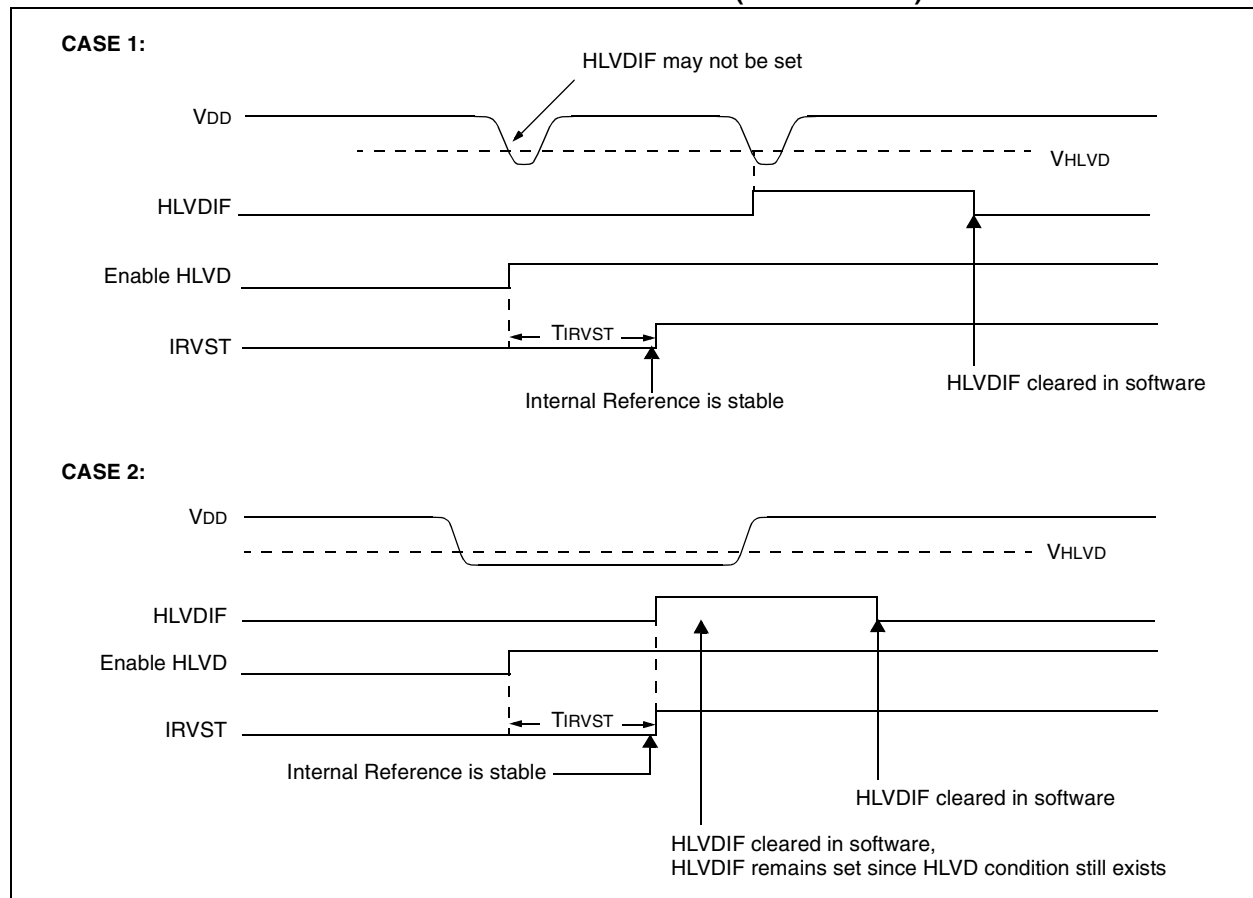 CASE 1:
HLVDIF may not be set
VDD
VHLVD
HLVDIF
Enable HLVD
TIRVST
IRVST
HLVDIF cleared in software
Internal Reference is stable
CASE 2:
VDD
VHLVD
HLVDIF
Enable HLVD
TIRVST
IRVST
Internal Reference is stable
HLVDIF cleared in software
HLVDIF cleared in software,
HLVDIF remains set since HLVD condition still exists